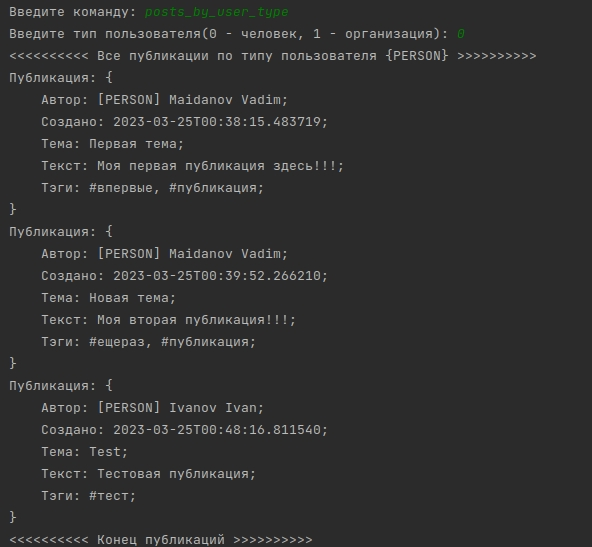 Введите команду: posts_by_user_type
Введите тип пользователя(0 - человек, 1 - организация): 0
<<<<<<<<<< Все публикации по типу пользователя {PERSON} >>>>>>>>>>
Публикация: {
    Автор: [PERSON] Maidanov Vadim;
    Создано: 2023-03-25T00:38:15.483719;
    Тема: Первая тема;
    Текст: Моя первая публикация здесь!!!;
    Тэги: #впервые, #публикация;
}
Публикация: {
    Автор: [PERSON] Maidanov Vadim;
    Создано: 2023-03-25T00:39:52.266210;
    Тема: Новая тема;
    Текст: Моя вторая публикация!!!;
    Тэги: #ещераз, #публикация;
}
Публикация: {
    Автор: [PERSON] Ivanov Ivan;
    Создано: 2023-03-25T00:48:16.811540;
    Тема: Test;
    Текст: Тестовая публикация;
    Тэги: #тест;
}
<<<<<<<<<< Конец публикаций >>>>>>>>>>